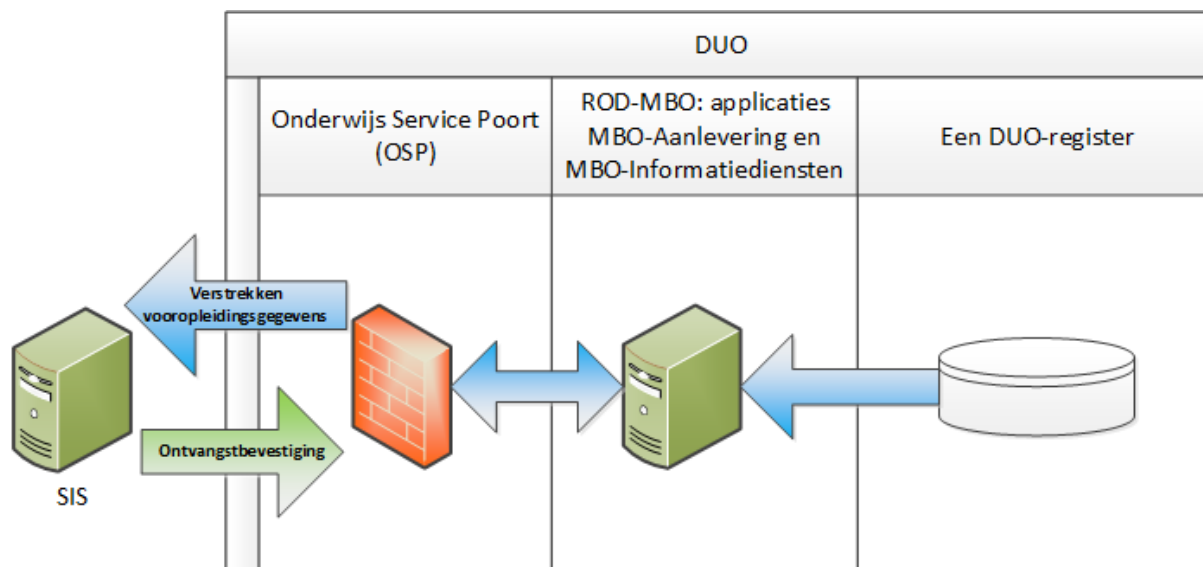 DUO
Onderwijs Service Poort
(OSP)
ROD-MBO: applicaties
MBO-Aanlevering en
MBO-Informatiediensten
Een DUO-register
Verstrekken
vooropleidingsgegevens
Ontvangstbevestiging
SIS